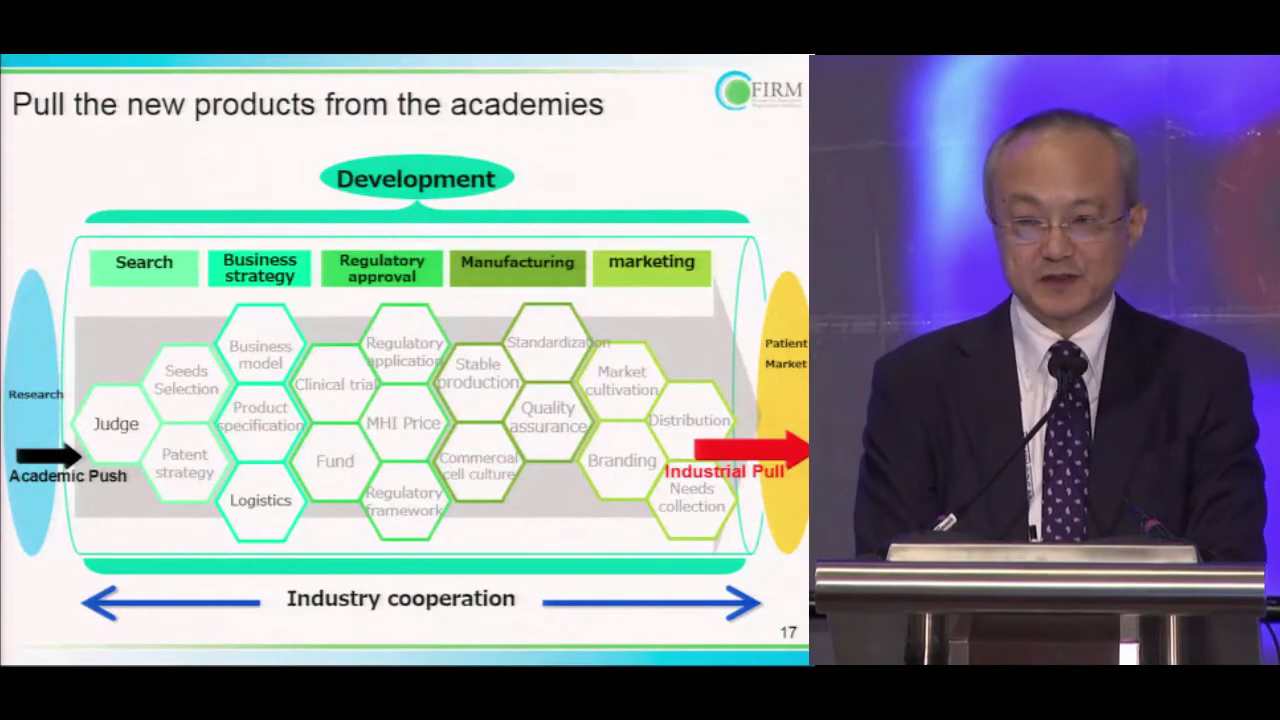 Pull the new products from the academies
FIRM
Development
Search
Business
strategy
Regulatory
approval
Manufacturing
marketing
Research
Academic Push
Judge
Seeds
Selection
Patent
strategy
Business
model
Product
specification
Logistics
Clinical trial
Fund
Regulatory
application
MHI Price
Regulatory
framework
Stable
production
Commercial
cell culture
Standardization
Quality
assurance
Market
cultivation
Branding
Distribution
Needs
collection
Industrial Pull
Patient
Market
Industry cooperation
17